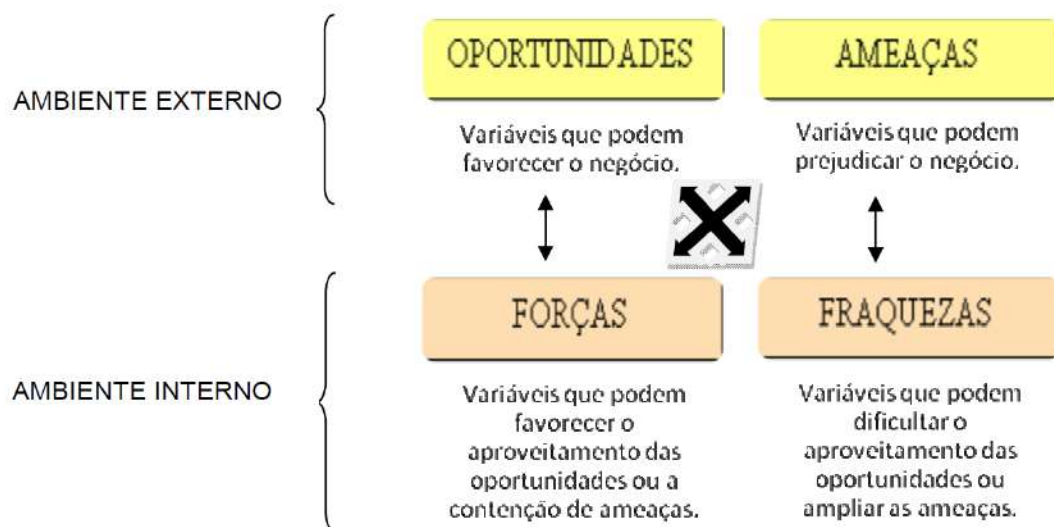 OPORTUNIDADES
AMEAÇAS
AMBIENTE EXTERNO
Variáveis que podem
favorecer o negócio.
Variáveis que podem
prejudicar o negócio.
FORÇAS
FRAQUEZAS
AMBIENTE INTERNO
Variáveis que podem
favorecer o
aproveitamento das
oportunidades ou a
contenção de ameaças.
Variáveis que podem
dificultar o
aproveitamento das
oportunidades ou
ampliar as ameaças.